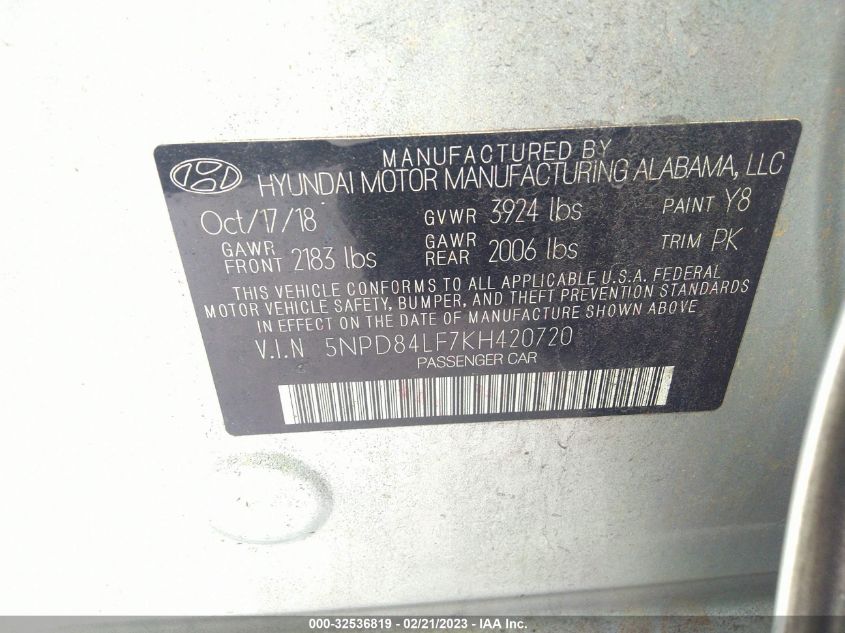 MANUFACTURED BY
HYUNDAI MOTOR MANUFACTURING ALABAMA, LLC
Oct/17/18 GVWR 3924 lbs PAINT Y8
GAWR FRONT 2183 lbs GAWR REAR 2006 lbs TRIM PK
THIS VEHICLE CONFORMS TO ALL APPLICABLE U.S.A. FEDERAL
MOTOR VEHICLE SAFETY, BUMPER, AND THEFT PREVENTION STANDARDS
IN EFFECT ON THE DATE OF MANUFACTURE SHOWN ABOVE
V.I.N 5NPD84LF7KH420720
PASSENGER CAR
000-32536819 - 02/21/2023 - © IAA, Inc.